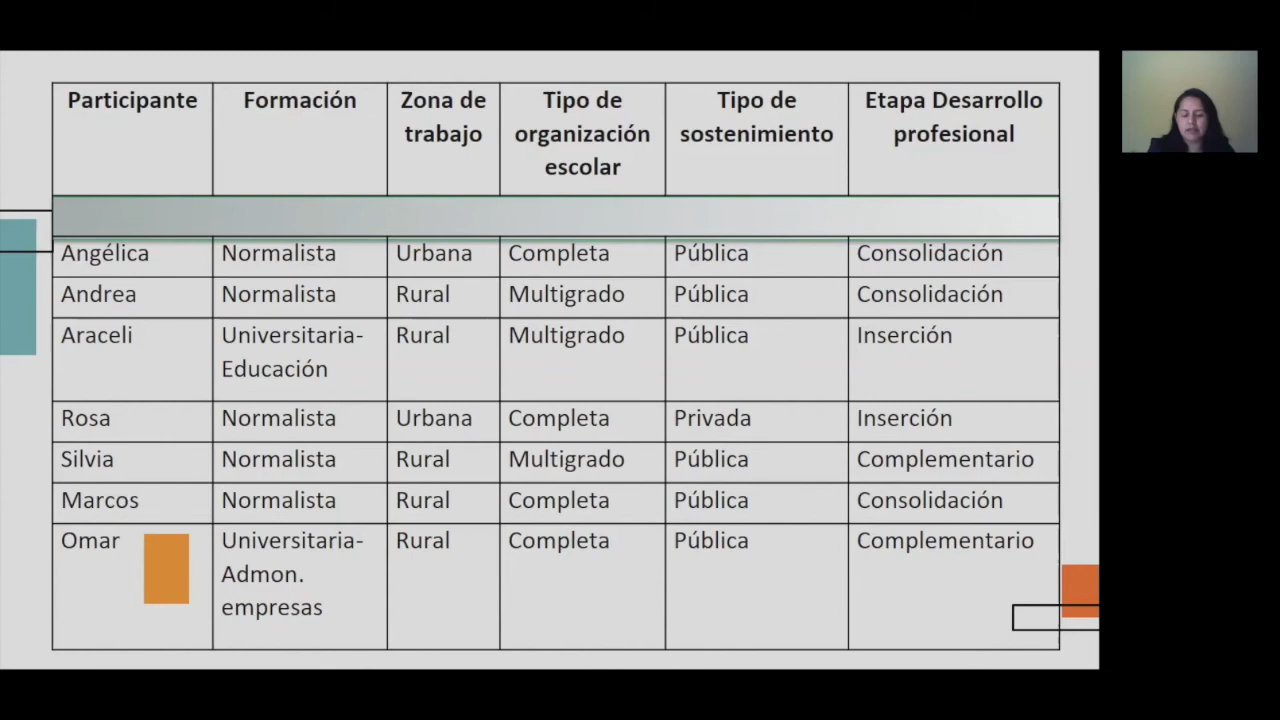 Participante Formación Zona de Tipo de Tipo de Etapa Desarrollo
trabajo organización sostenimiento profesional
escolar
Angélica Normalista Urbana Completa Pública Consolidación
Andrea Normalista Rural Multigrado Pública Consolidación
Araceli Universitaria- Rural Multigrado Pública Inserción
Educación
Rosa Normalista Urbana Completa Privada Inserción
Silvia Normalista Rural Multigrado Pública Complementario
Marcos Normalista Rural Completa Pública Consolidación
Omar Universitaria- Rural Completa Pública Complementario
Admon.
empresas